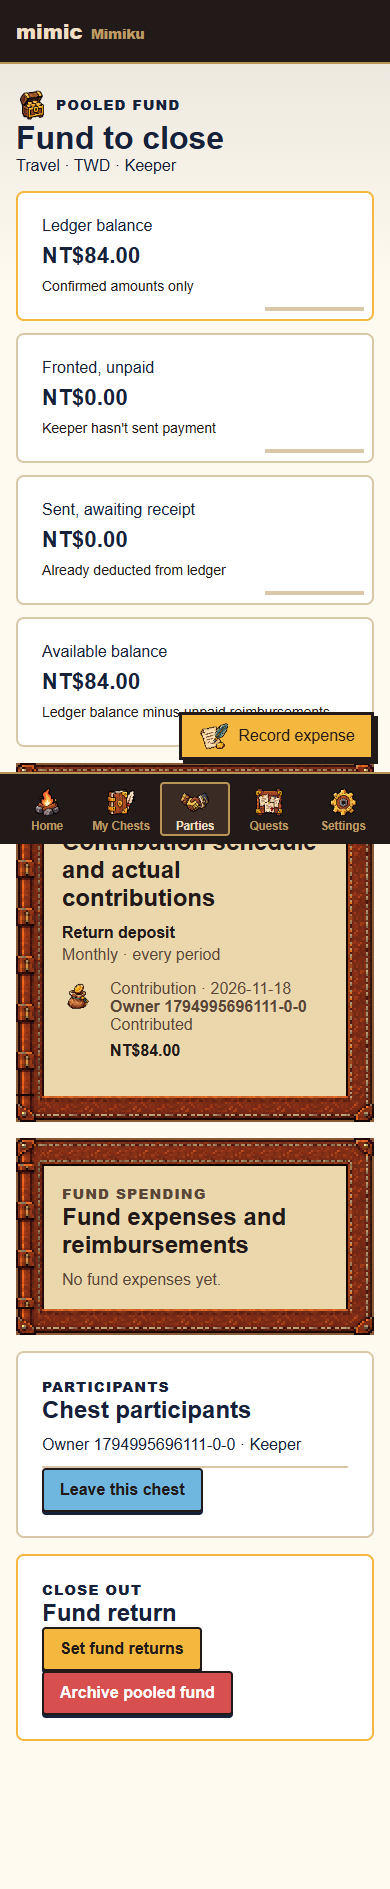 mimic Mimiku
POOLED FUND
Fund to close
Travel · TWD · Keeper
Ledger balance
NT$84.00
Confirmed amounts only
Fronted, unpaid
NT$0.00
Keeper hasn't sent payment
Sent, awaiting receipt
NT$0.00
Already deducted from ledger
Available balance
NT$84.00
Ledger balance minus unpaid reimbursements
Record expense
Home
My Chests
Parties
Quests
Settings
Contribution schedule
and actual
contributions
Return deposit
Monthly · every period
Contribution · 2026-11-18
Owner 1794995696111-0-0
Contributed
NT$84.00
FUND SPENDING
Fund expenses and
reimbursements
No fund expenses yet.
PARTICIPANTS
Chest participants
Owner 1794995696111-0-0 · Keeper
Leave this chest
CLOSE OUT
Fund return
Set fund returns
Archive pooled fund